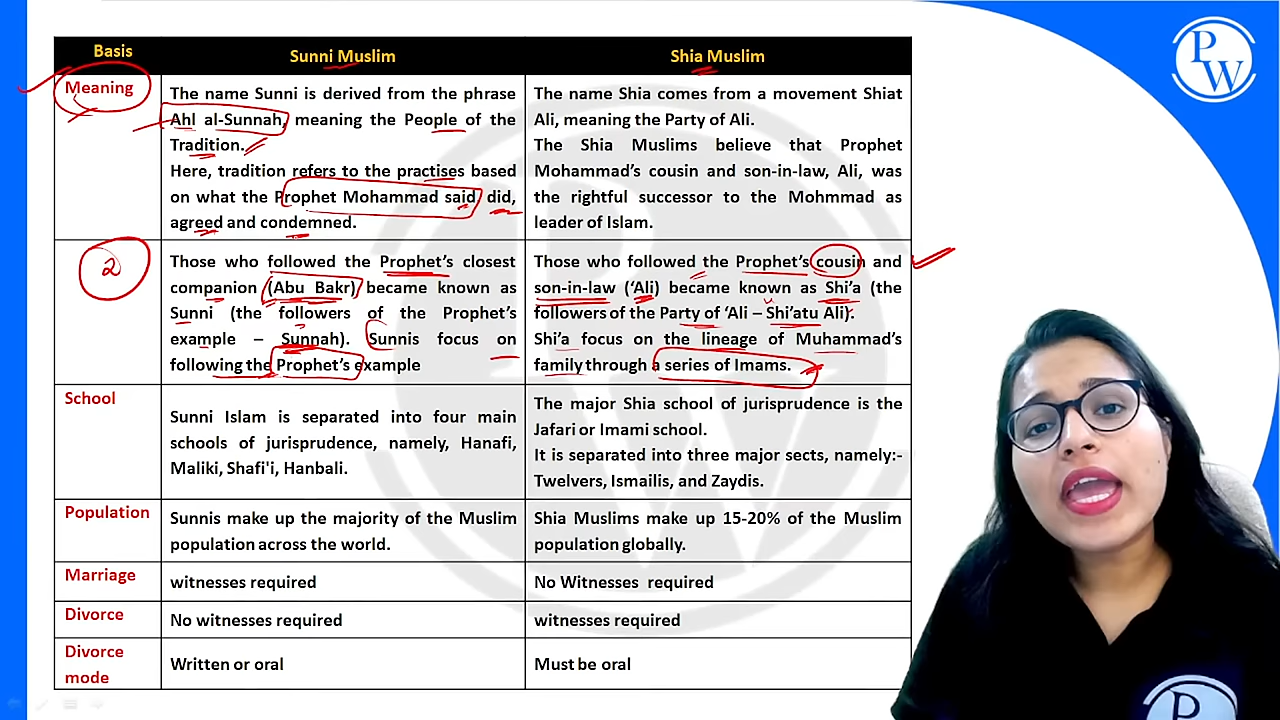 Basis
Sunni Muslim
Shia Muslim
Meaning
The name Sunni is derived from the phrase
Ahl al-Sunnah, meaning the People of the
Tradition.
Here, tradition refers to the practises based
on what the Prophet Mohammad said, did,
agreed and condemned.
The name Shia comes from a movement Shiat
Ali, meaning the Party of Ali.
The Shia Muslims believe that Prophet
Mohammad's cousin and son-in-law, Ali, was
the rightful successor to the Mohmmad as
leader of Islam.
2
Those who followed the Prophet's closest
companion (Abu Bakr) became known as
Sunni (the followers of the Prophet's
example – Sunnah). Sunnis focus on
following the Prophet's example
Those who followed the Prophet's cousin and
son-in-law ('Ali) became known as Shi'a (the
followers of the Party of 'Ali – Shi'atu Ali).
Shi'a focus on the lineage of Muhammad's
family through a series of Imams.
School
Sunni Islam is separated into four main
schools of jurisprudence, namely, Hanafi,
Maliki, Shafi'i, Hanbali.
The major Shia school of jurisprudence is the
Jafari or Imami school.
It is separated into three major sects, namely:-
Twelvers, Ismailis, and Zaydis.
Population
Sunnis make up the majority of the Muslim
population across the world.
Shia Muslims make up 15-20% of the Muslim
population globally.
Marriage
witnesses required
No Witnesses required
Divorce
No witnesses required
witnesses required
Divorce
mode
Written or oral
Must be oral
P
W